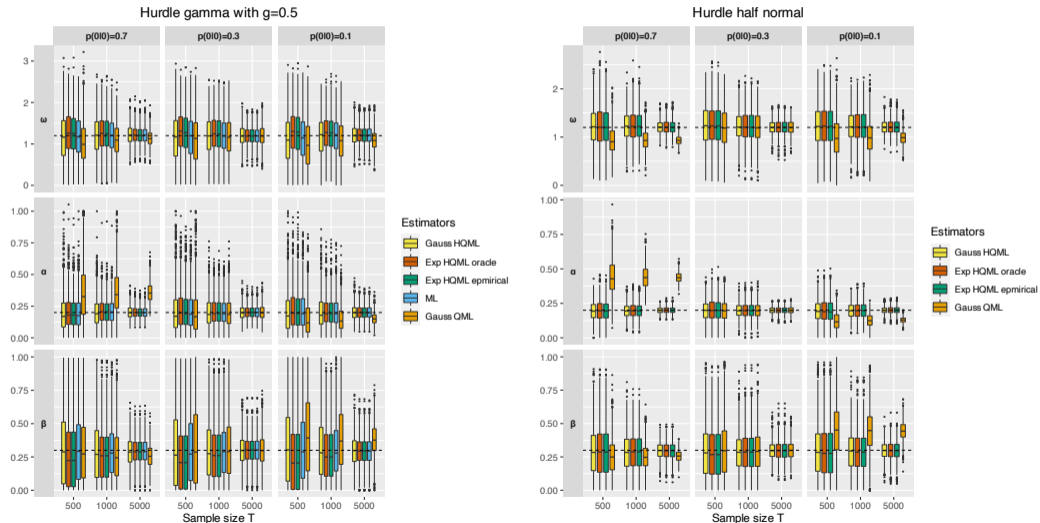 Hurdle gamma with g=0.5
p(0|0)=0.7 p(0|0)=0.3 p(0|0)=0.1
ω
3
2
1
0
α
1.00
0.75
0.50
0.25
0.00
β
1.00
0.75
0.50
0.25
0.00
500 1000 5000 500 1000 5000 500 1000 5000
Sample size T
Estimators
Gauss HQML
Exp HQML oracle
Exp HQML epmirical
ML
Gauss QML
Hurdle half normal
p(0|0)=0.7 p(0|0)=0.3 p(0|0)=0.1
ω
2
1
0
α
1.00
0.75
0.50
0.25
0.00
β
1.00
0.75
0.50
0.25
0.00
500 1000 5000 500 1000 5000 500 1000 5000
Sample size T
Estimators
Gauss HQML
Exp HQML oracle
Exp HQML epmirical
Gauss QML